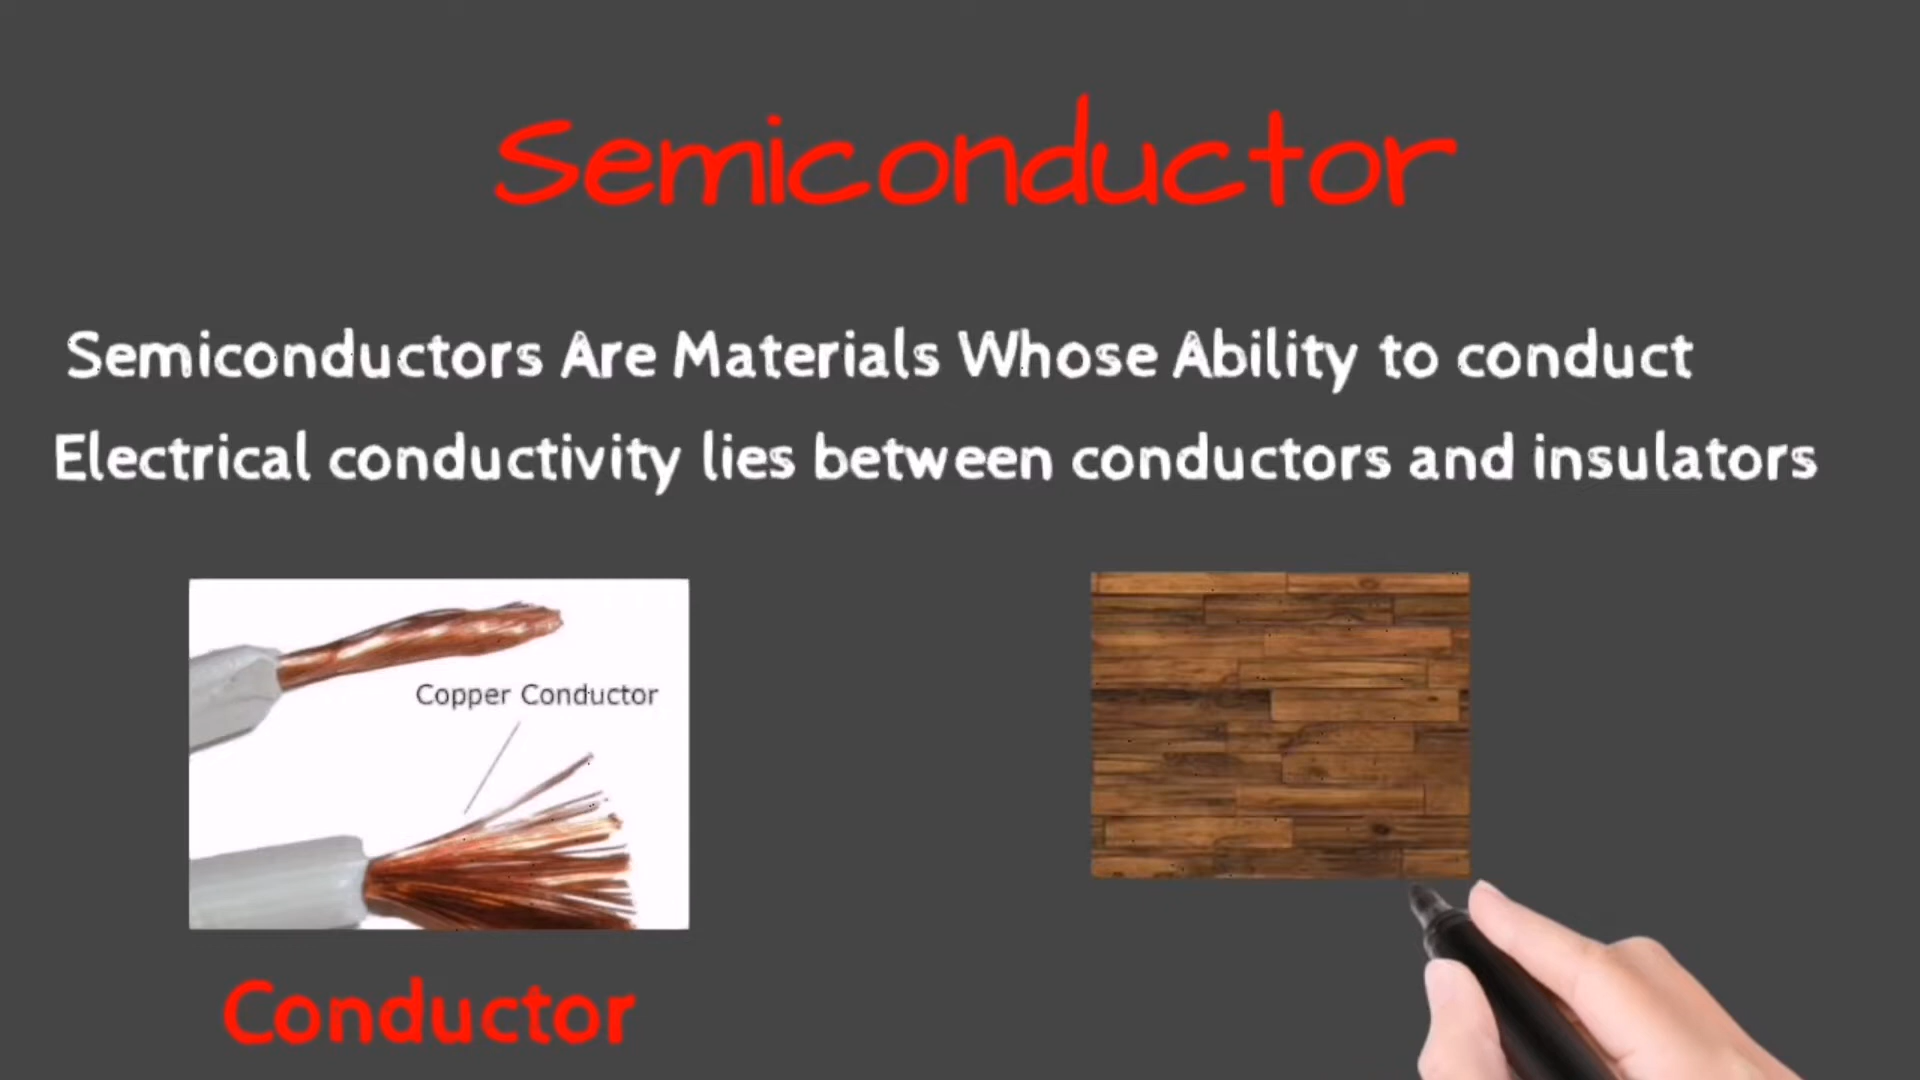 Semiconductor
Semiconductors Are Materials Whose Ability to conduct
Electrical conductivity lies between conductors and insulators
Copper Conductor
Conductor